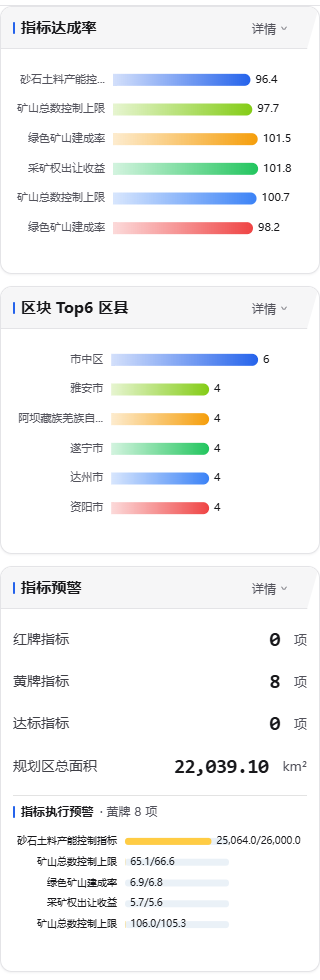 指标达成率 详情
砂石土料产能控... 96.4
矿山总数控制上限 97.7
绿色矿山建成率 101.5
采矿权出让收益 101.8
矿山总数控制上限 100.7
绿色矿山建成率 98.2
区块 Top6 区县 详情
市中区 6
雅安市 4
阿坝藏族羌族自... 4
遂宁市 4
达州市 4
资阳市 4
指标预警 详情
红牌指标 0 项
黄牌指标 8 项
达标指标 0 项
规划区总面积 22,039.10 km²
指标执行预警 · 黄牌 8 项
砂石土料产能控制指标 25,064.0/26,000.0
矿山总数控制上限 65.1/66.6
绿色矿山建成率 6.9/6.8
采矿权出让收益 5.7/5.6
矿山总数控制上限 106.0/105.3